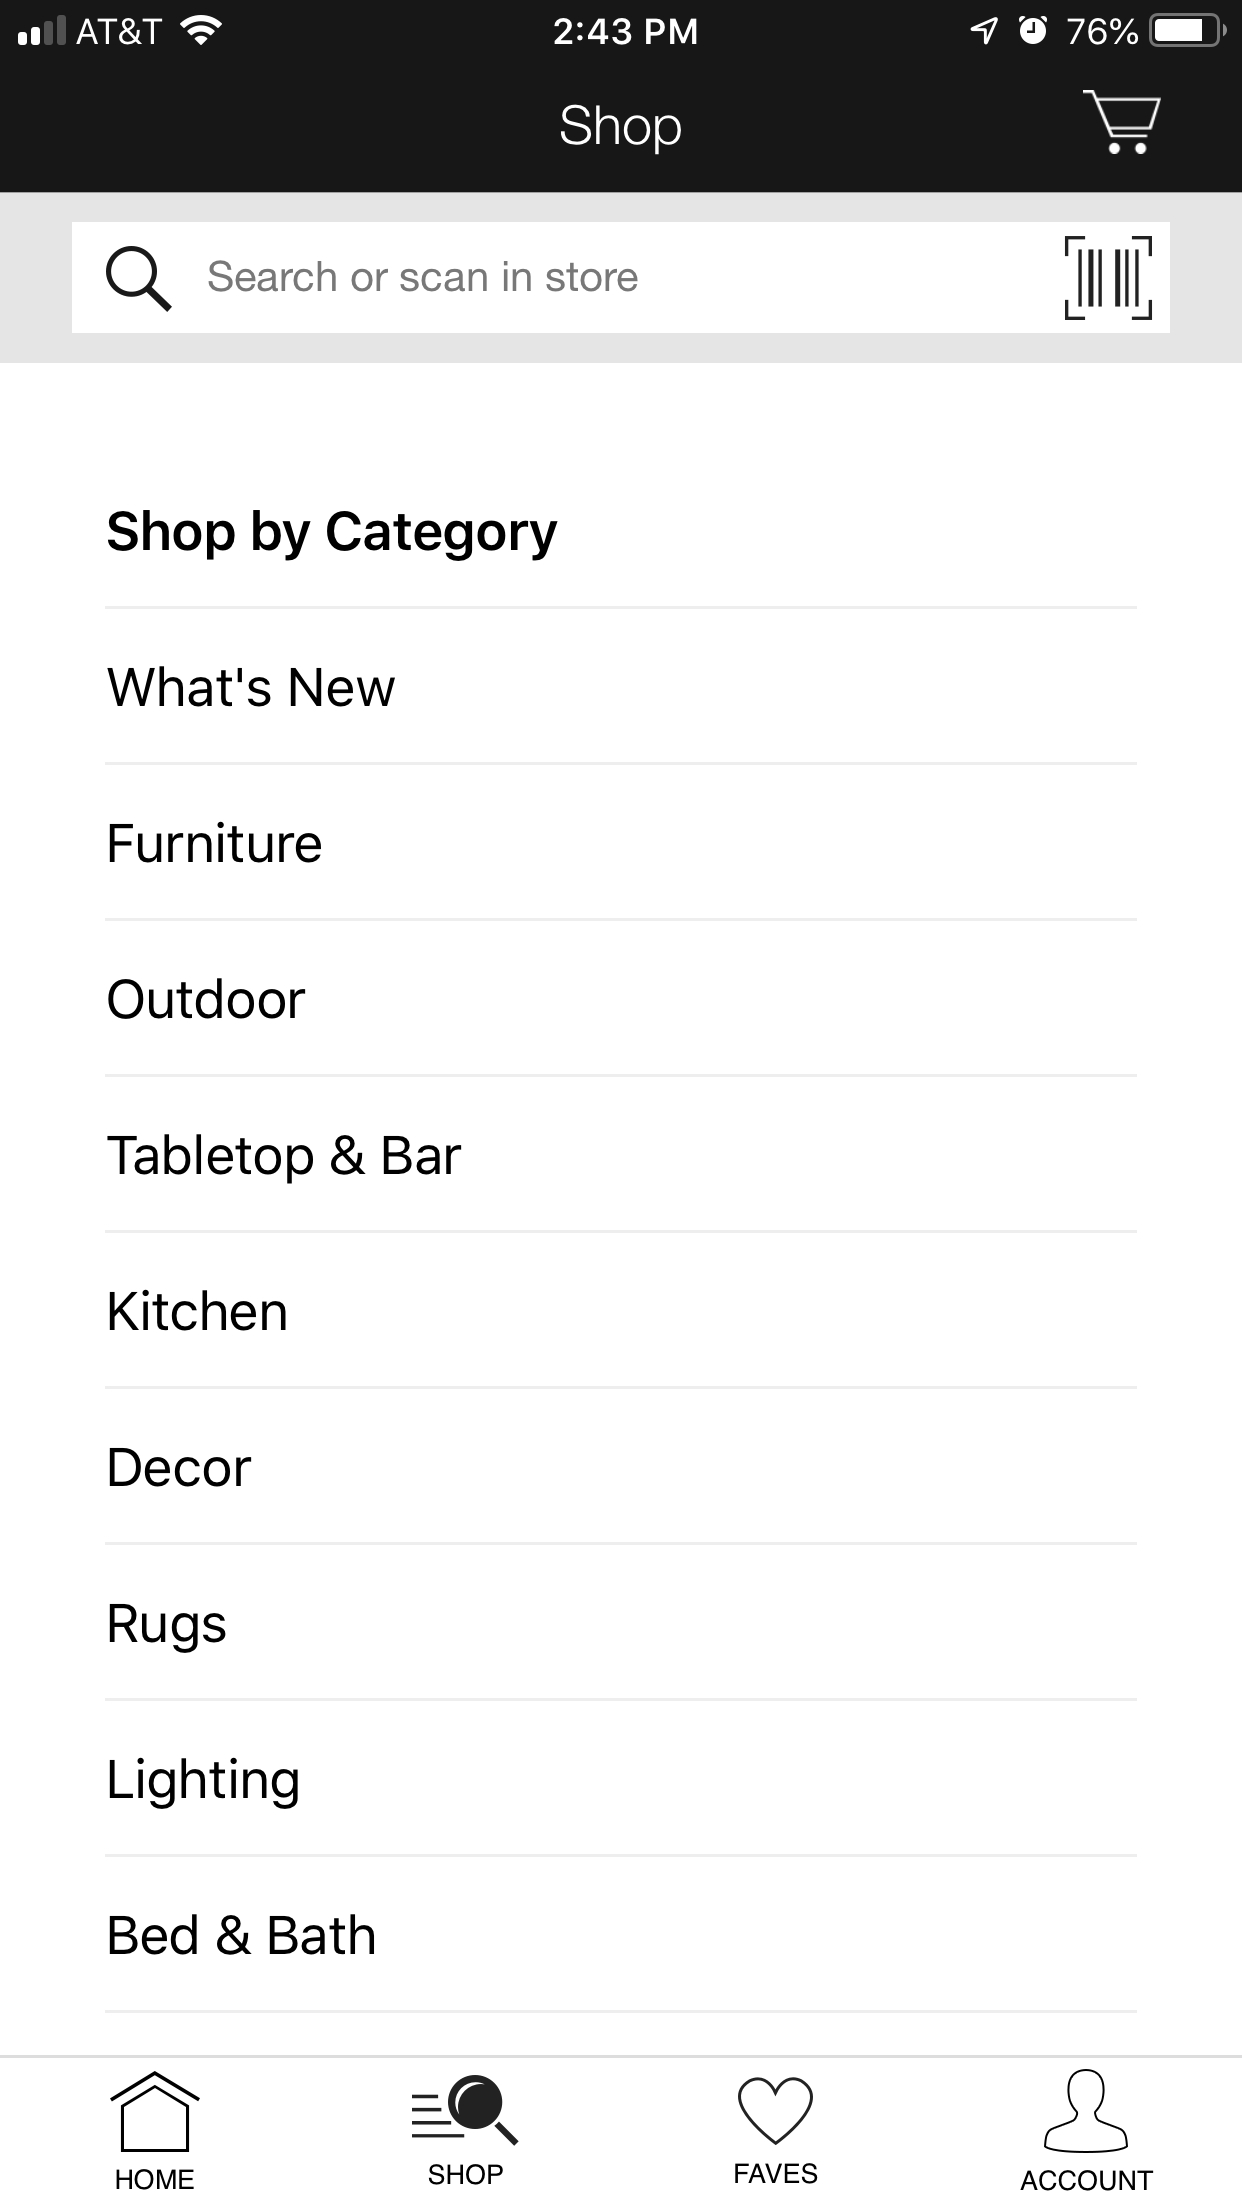 AT&T 2:43 PM 76%
Shop
Search or scan in store
Shop by Category
What's New
Furniture
Outdoor
Tabletop & Bar
Kitchen
Decor
Rugs
Lighting
Bed & Bath
HOME SHOP FAVES ACCOUNT